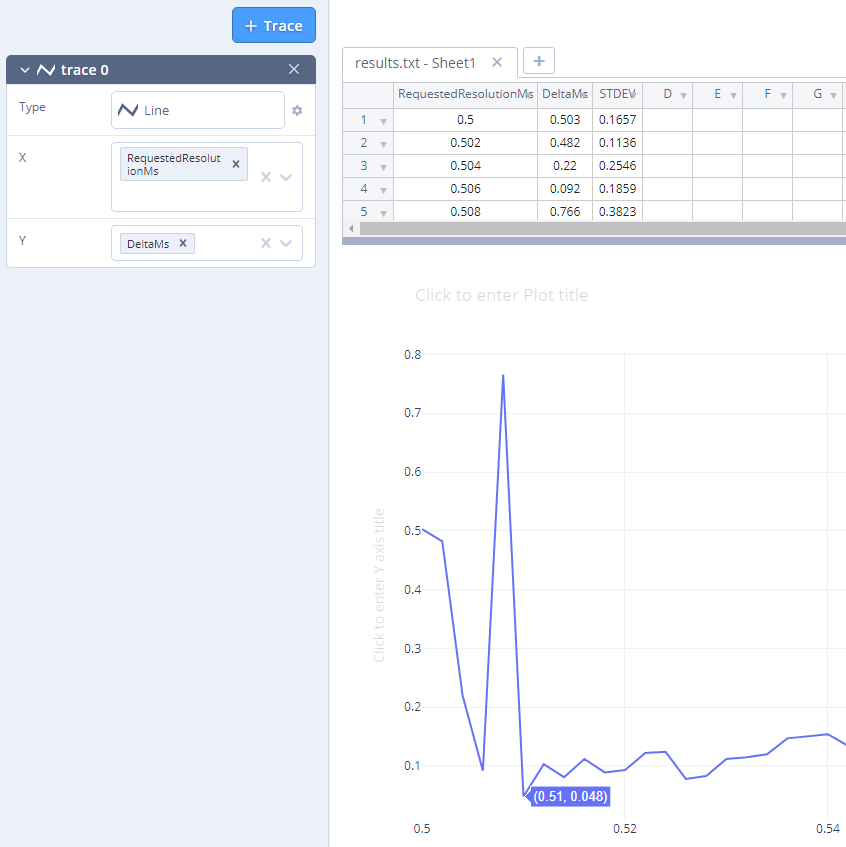 + Trace
trace 0
Type
Line
X
RequestedResolut
ionMs
Y
DeltaMs
results.txt - Sheet1
RequestedResolutionMs DeltaMs STDEV D E F G
1 0.5 0.503 0.1657
2 0.502 0.482 0.1136
3 0.504 0.22 0.2546
4 0.506 0.092 0.1859
5 0.508 0.766 0.3823
Click to enter Plot title
Click to enter Y axis title
0.8
0.7
0.6
0.5
0.4
0.3
0.2
0.1
(0.51, 0.048)
0.5 0.52 0.54